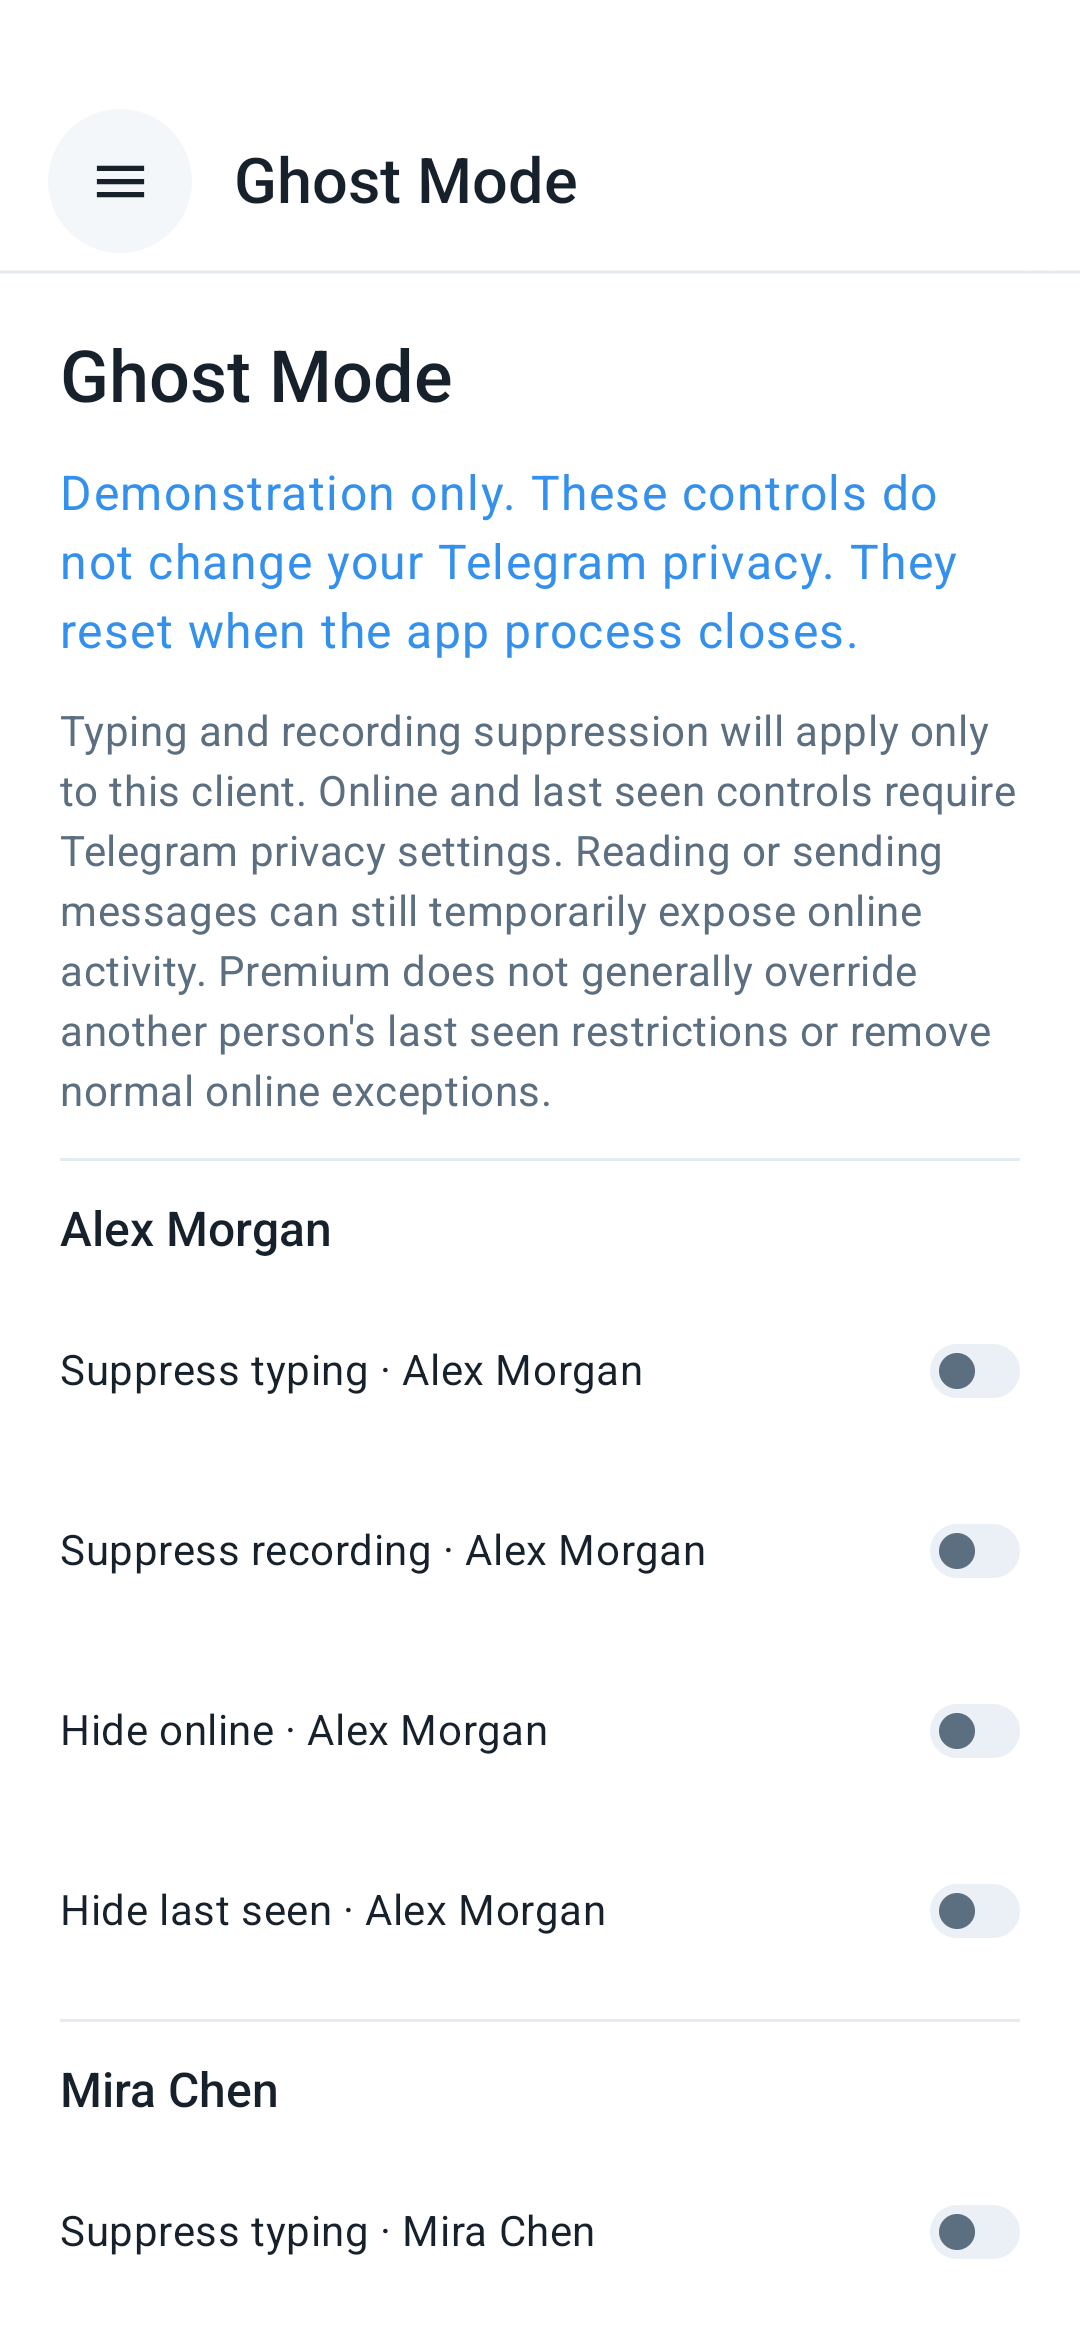 Ghost Mode
Ghost Mode
Demonstration only. These controls do
not change your Telegram privacy. They
reset when the app process closes.
Typing and recording suppression will apply only
to this client. Online and last seen controls require
Telegram privacy settings. Reading or sending
messages can still temporarily expose online
activity. Premium does not generally override
another person's last seen restrictions or remove
normal online exceptions.
Alex Morgan
Suppress typing · Alex Morgan
Suppress recording · Alex Morgan
Hide online · Alex Morgan
Hide last seen · Alex Morgan
Mira Chen
Suppress typing · Mira Chen